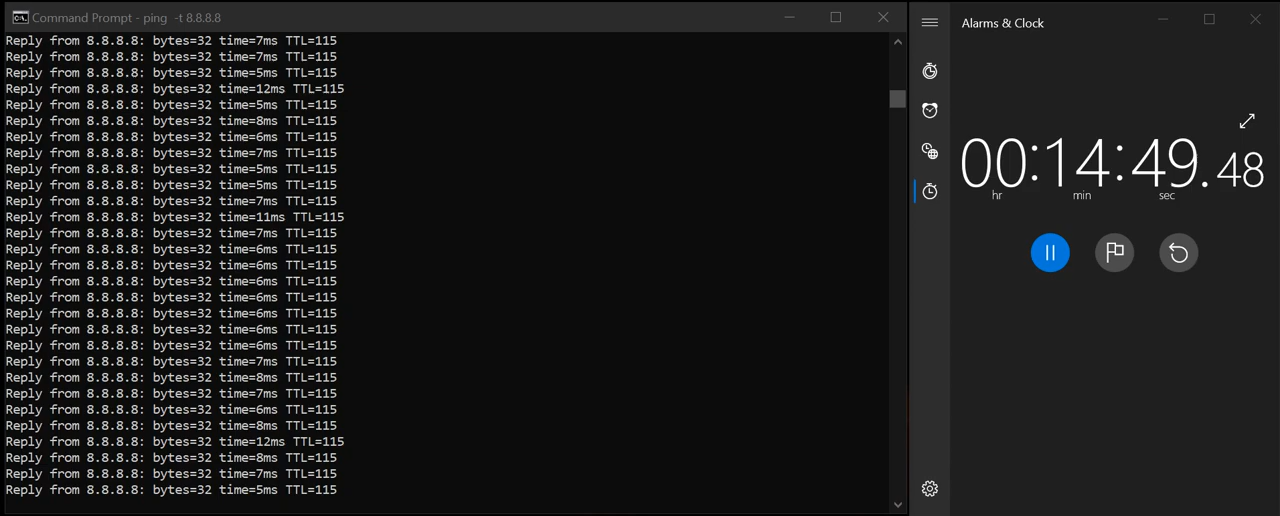 Command Prompt - ping  -t 8.8.8.8
Reply from 8.8.8.8: bytes=32 time=7ms TTL=115
Reply from 8.8.8.8: bytes=32 time=7ms TTL=115
Reply from 8.8.8.8: bytes=32 time=5ms TTL=115
Reply from 8.8.8.8: bytes=32 time=12ms TTL=115
Reply from 8.8.8.8: bytes=32 time=5ms TTL=115
Reply from 8.8.8.8: bytes=32 time=8ms TTL=115
Reply from 8.8.8.8: bytes=32 time=6ms TTL=115
Reply from 8.8.8.8: bytes=32 time=7ms TTL=115
Reply from 8.8.8.8: bytes=32 time=5ms TTL=115
Reply from 8.8.8.8: bytes=32 time=5ms TTL=115
Reply from 8.8.8.8: bytes=32 time=7ms TTL=115
Reply from 8.8.8.8: bytes=32 time=11ms TTL=115
Reply from 8.8.8.8: bytes=32 time=7ms TTL=115
Reply from 8.8.8.8: bytes=32 time=6ms TTL=115
Reply from 8.8.8.8: bytes=32 time=6ms TTL=115
Reply from 8.8.8.8: bytes=32 time=6ms TTL=115
Reply from 8.8.8.8: bytes=32 time=6ms TTL=115
Reply from 8.8.8.8: bytes=32 time=6ms TTL=115
Reply from 8.8.8.8: bytes=32 time=6ms TTL=115
Reply from 8.8.8.8: bytes=32 time=6ms TTL=115
Reply from 8.8.8.8: bytes=32 time=7ms TTL=115
Reply from 8.8.8.8: bytes=32 time=8ms TTL=115
Reply from 8.8.8.8: bytes=32 time=7ms TTL=115
Reply from 8.8.8.8: bytes=32 time=6ms TTL=115
Reply from 8.8.8.8: bytes=32 time=8ms TTL=115
Reply from 8.8.8.8: bytes=32 time=12ms TTL=115
Reply from 8.8.8.8: bytes=32 time=8ms TTL=115
Reply from 8.8.8.8: bytes=32 time=7ms TTL=115
Reply from 8.8.8.8: bytes=32 time=5ms TTL=115
Alarms & Clock
00:14:49.48
hr min sec